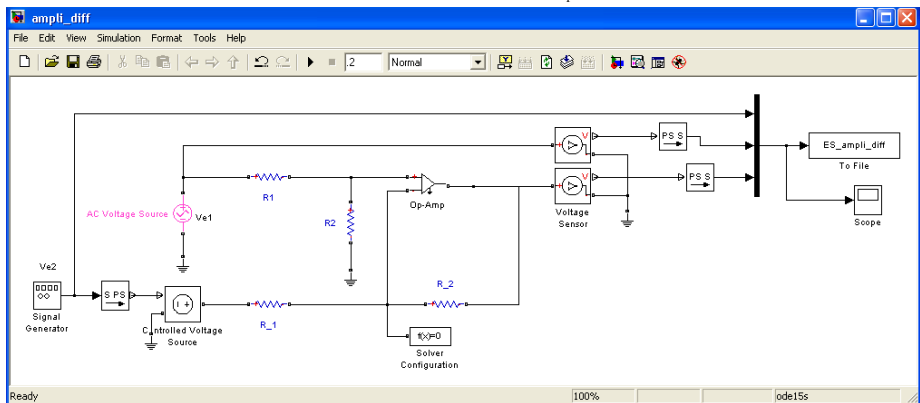 ampli_diff
File Edit View Simulation Format Tools Help
.2 Normal
V
PS S
ES_ampli_diff
To File
R1
Op-Amp
V
PS S
AC Voltage Source
Ve1
R2
Voltage
Sensor
Scope
Ve2
S PS
Signal
Generator
Voltage
Source
R_1
R_2
f(x)=0
Solver
Configuration
Ready 100% ode15s